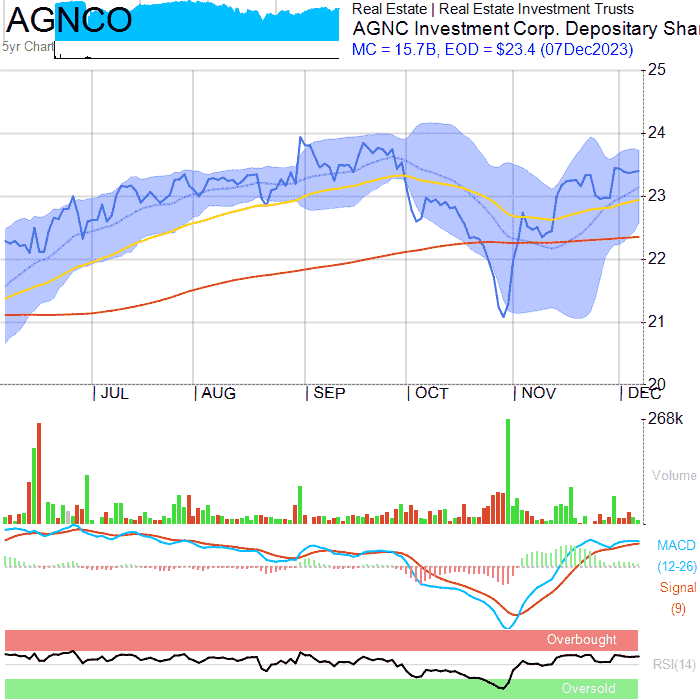 AGNCO
5yr Chart
Real Estate | Real Estate Investment Trusts
AGNC Investment Corp. Depositary Shar
MC = 15.7B, EOD = $23.4 (07Dec2023)
25
24
23
22
21
20
JUL AUG SEP OCT NOV DEC
268k
Volume
MACD
(12-26)
Signal
(9)
Overbought
RSI(14)
Oversold